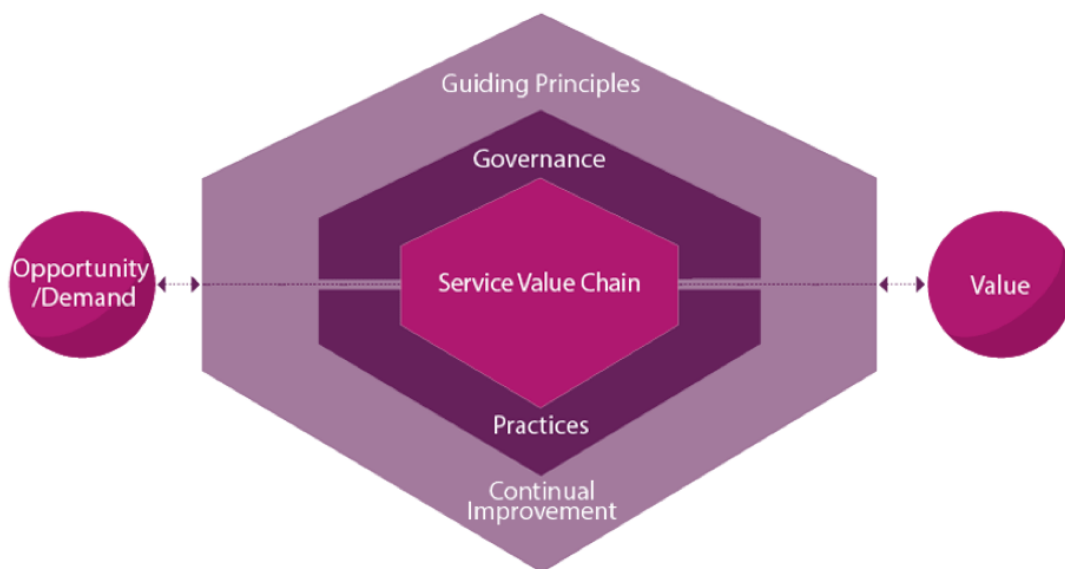 Guiding Principles
Governance
Opportunity
/Demand
Service Value Chain
Value
Practices
Continual
Improvement